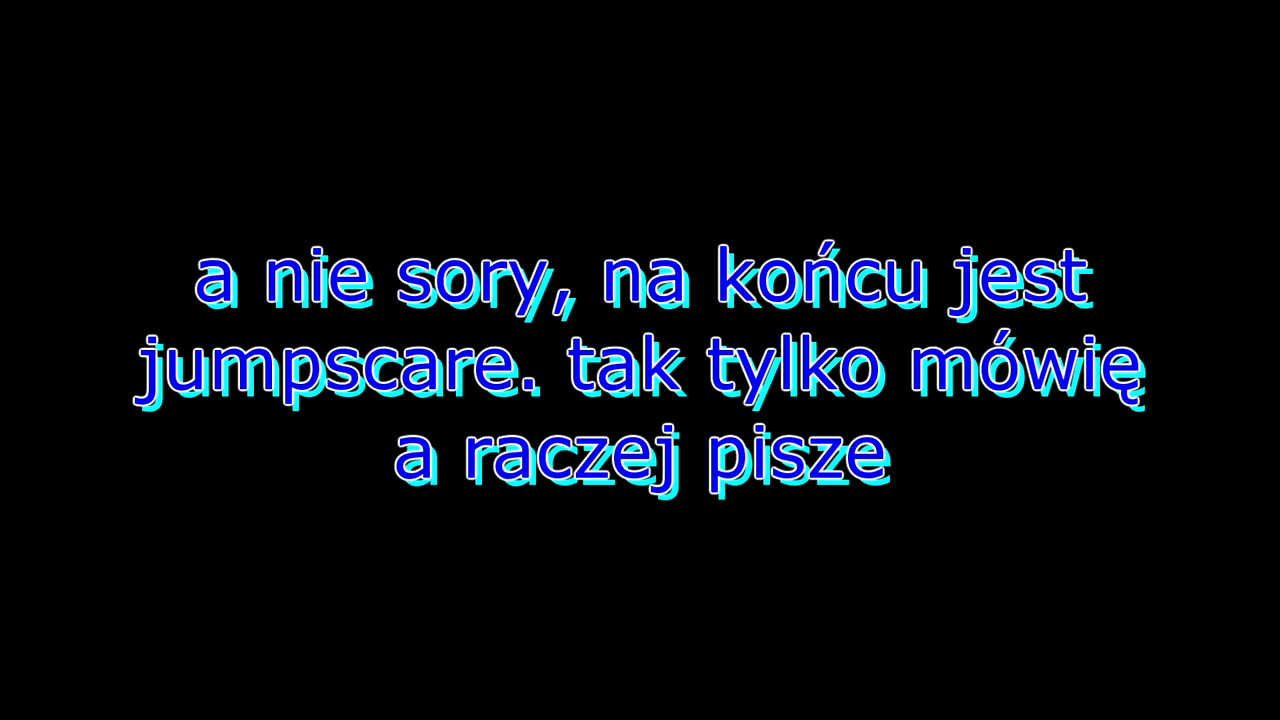 a nie sory, na końcu jest
jumpscare. tak tylko mówię
a raczej pisze